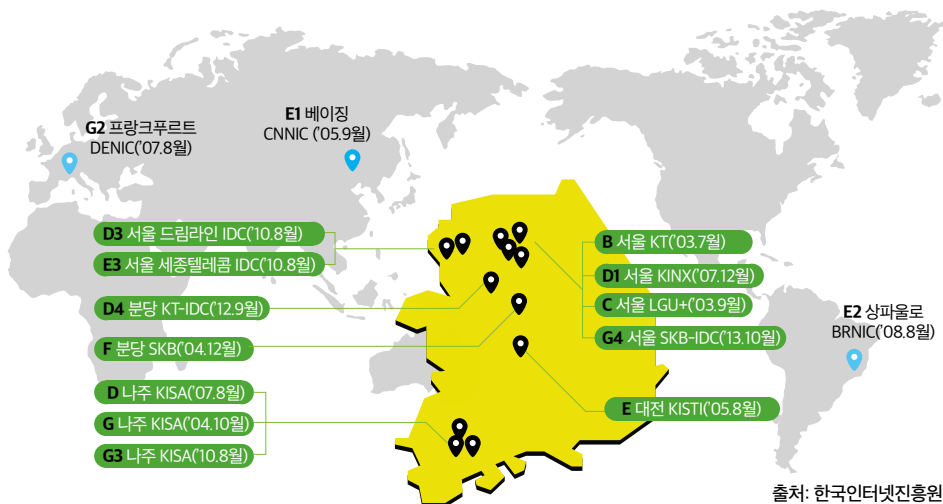 G2 프랑크푸르트
DENIC('07.8월)
E1 베이징
CNNIC ('05.9월)
D3 서울 드림라인 IDC('10.8월)
E3 서울 세종텔레콤 IDC('10.8월)
D4 분당 KT-IDC('12.9월)
F 분당 SKB('04.12월)
D 나주 KISA('07.8월)
G 나주 KISA('04.10월)
G3 나주 KISA('10.8월)
B 서울 KT('03.7월)
D1 서울 KINX('07.12월)
C 서울 LGU+('03.9월)
G4 서울 SKB-IDC('13.10월)
E 대전 KISTI('05.8월)
E2 상파울로
BRNIC('08.8월)
출처: 한국인터넷진흥원